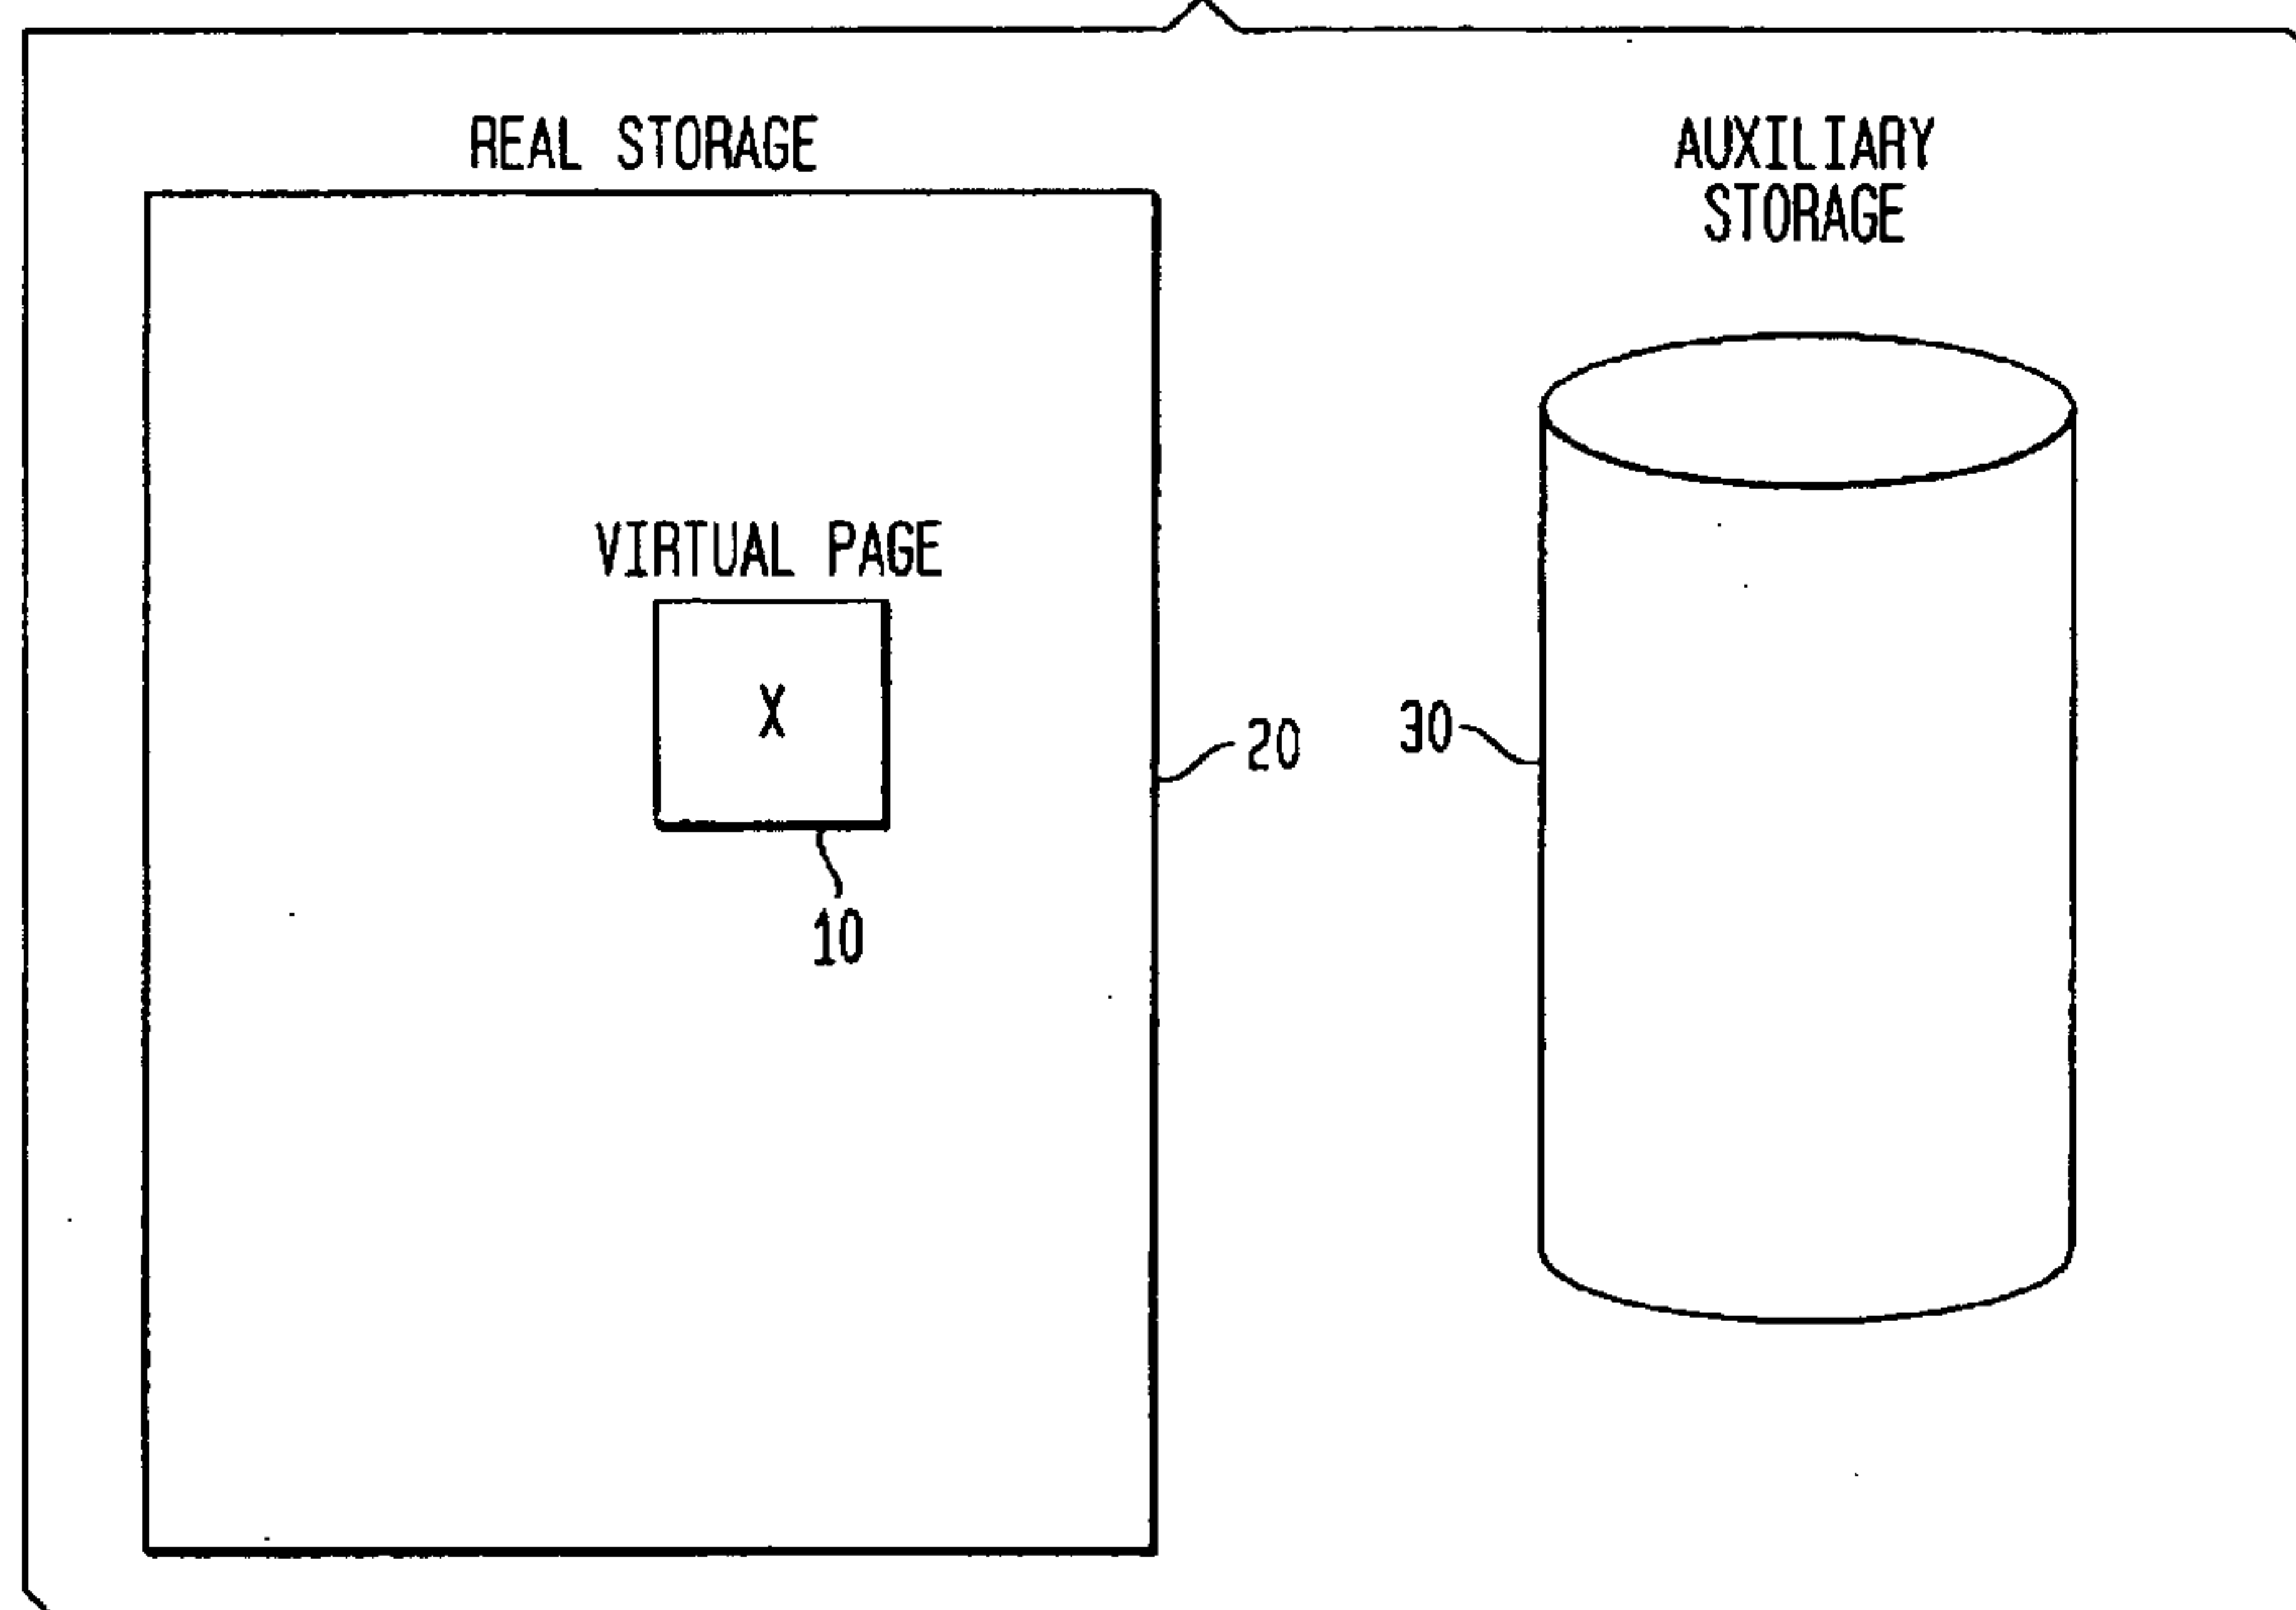 REAL STORAGE
AUXILIARY
STORAGE
VIRTUAL PAGE
X
20
30
10